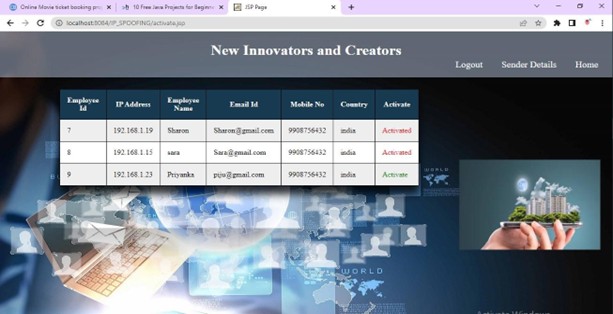 Online Movie ticket booking pro
10 Free Java Projects for Beginne
JSP Page
localhost:8084/IP_SPOOFING/activate.jsp
New Innovators and Creators
Logout Sender Details Home
Employee Id IP Address Employee Name Email Id Mobile No Country Activate
7 192.168.1.19 Sharon Sharon@gmail.com 9908756432 india Activated
8 192.168.1.15 sara Sara@gmail.com 9908756432 india Activated
9 192.168.1.23 Priyanka piju@gmail.com 9908756432 india Activate
WORLD
WORLD
Activate Windows